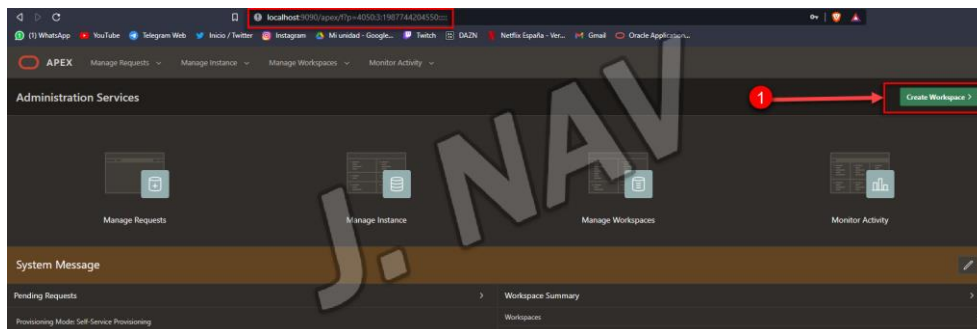 localhost:9090/apex/f?p=4050:3:1987744204550:::::
(1) WhatsApp YouTube Telegram Web Inicio / Twitter Instagram Mi unidad - Google... Twitch DAZN Netflix España - Ver... Gmail Oracle Application...
APEX Manage Requests Manage Instance Manage Workspaces Monitor Activity
Administration Services 1 Create Workspace >
Manage Requests Manage Instance Manage Workspaces Monitor Activity
J. NAV
System Message
Pending Requests > Workspace Summary >
Provisioning Mode: Self-Service Provisioning Workspaces